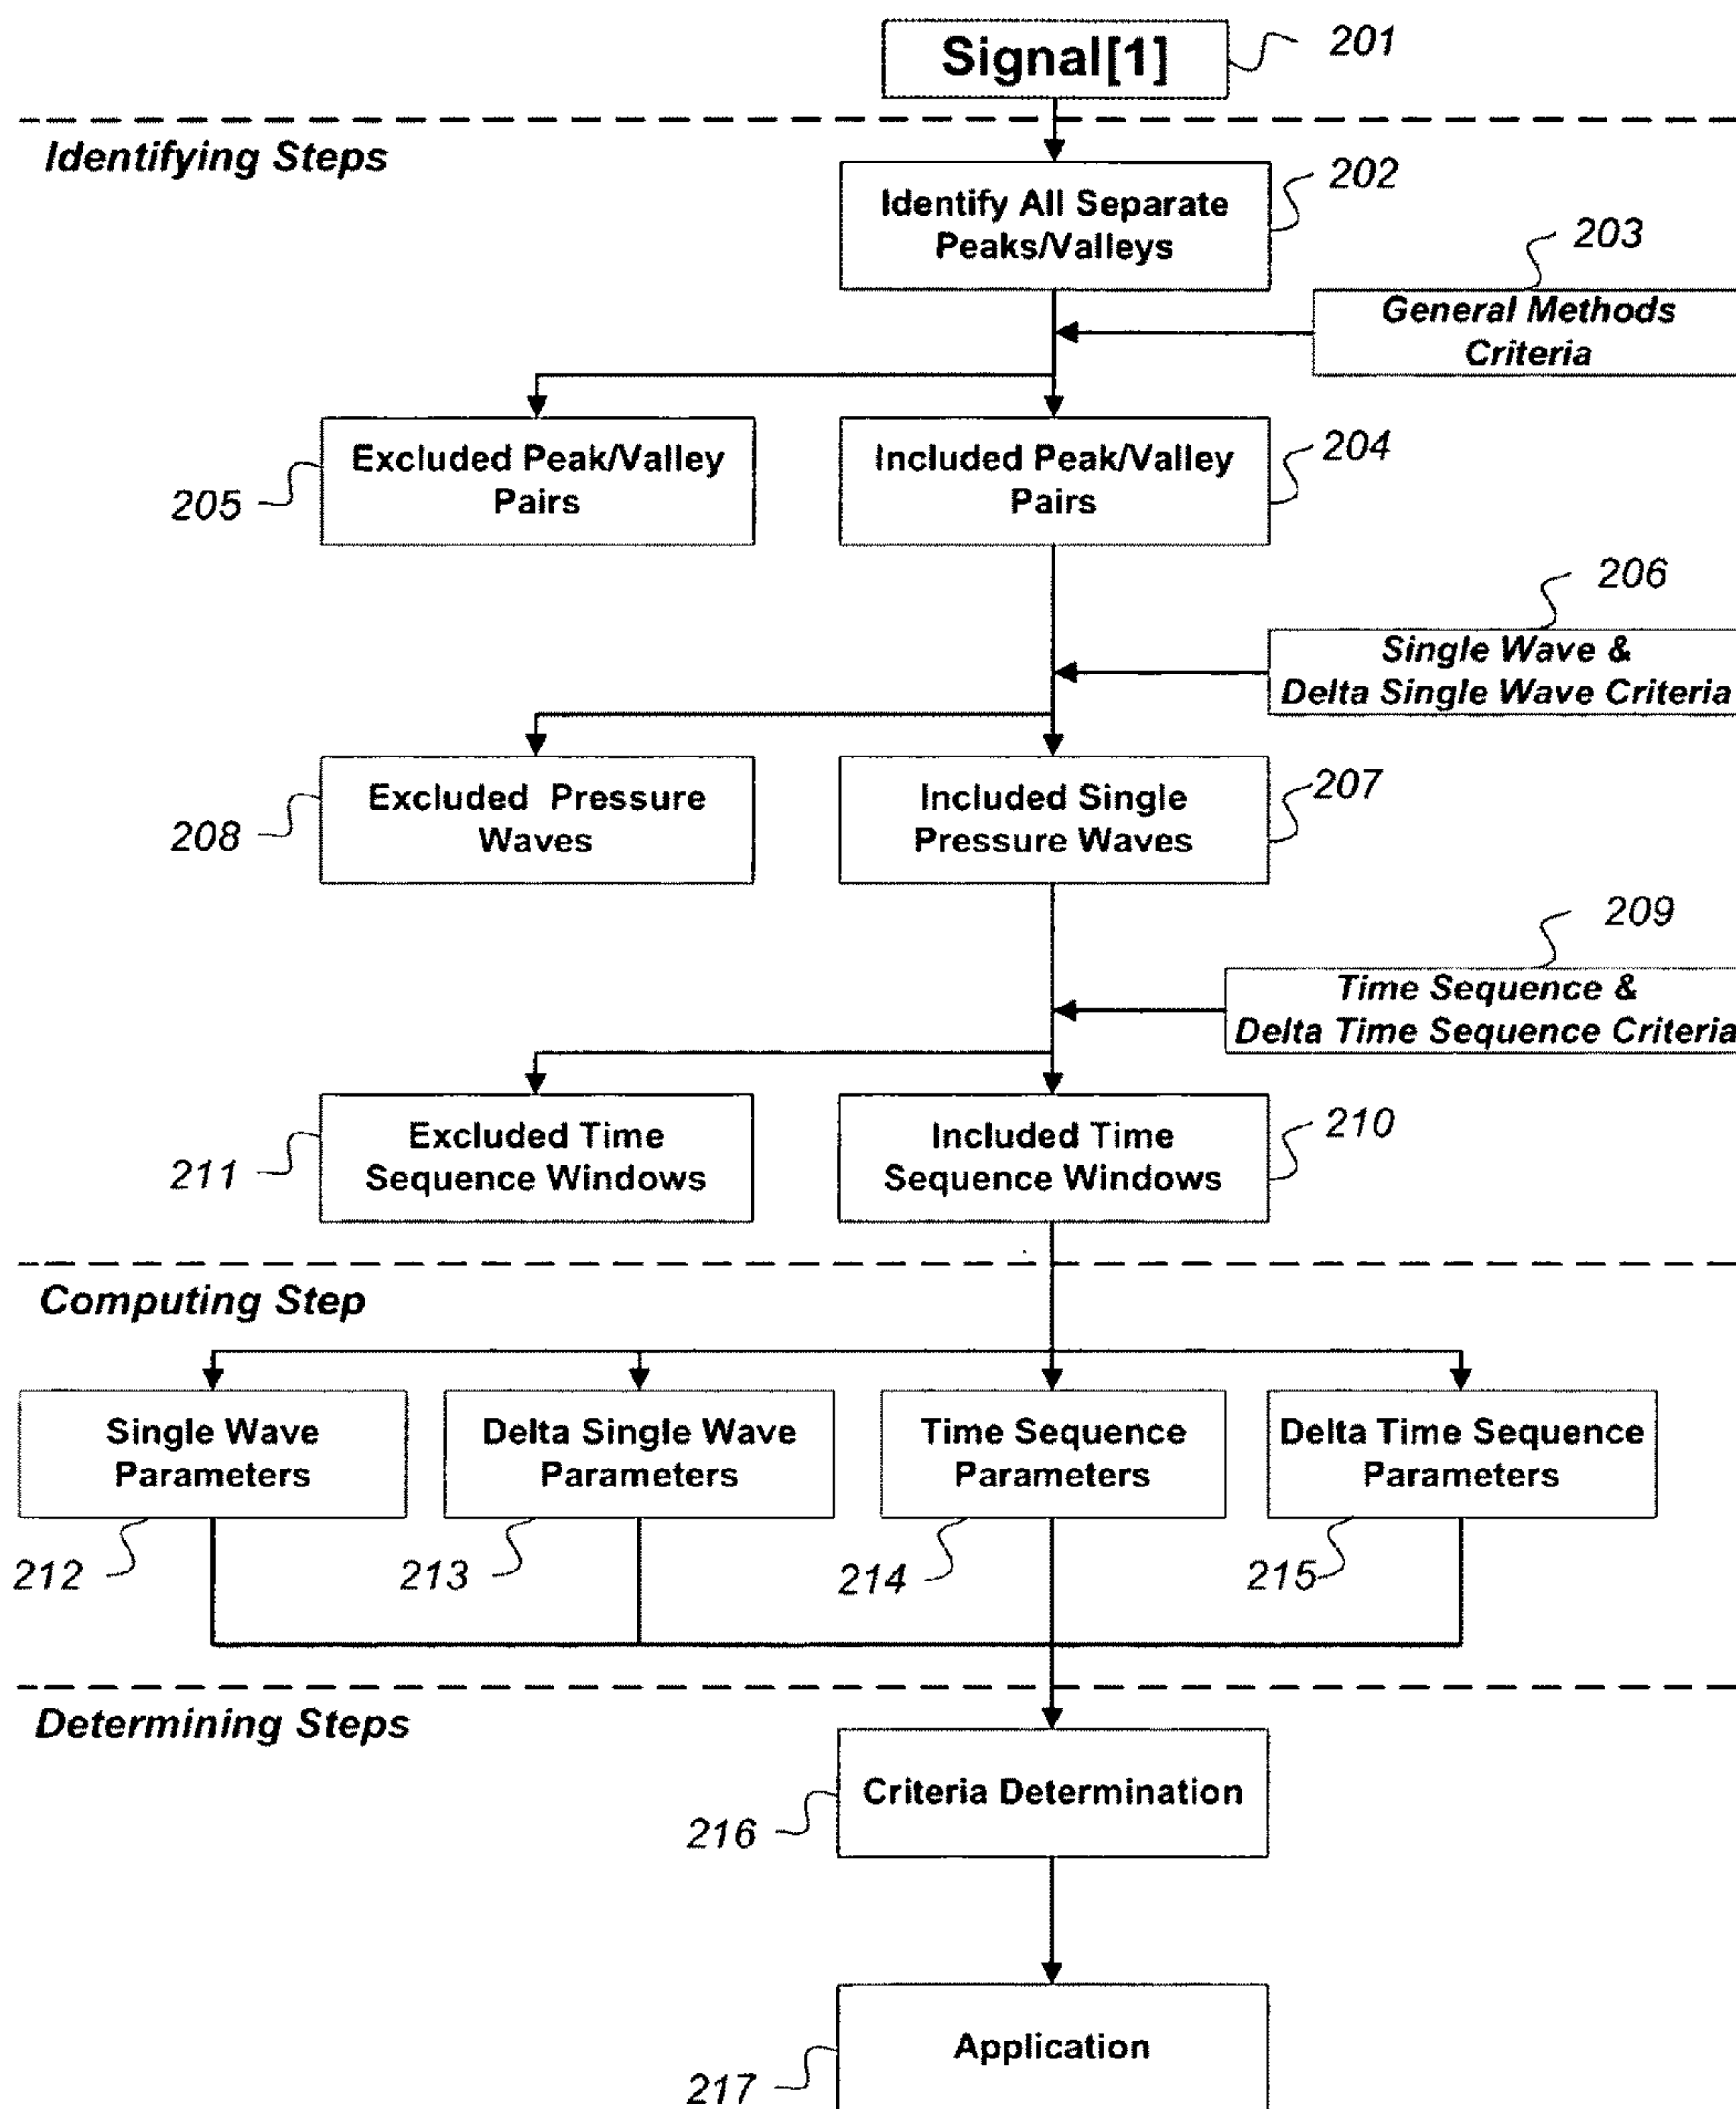 Signal[1]
201
Identifying Steps
202
Identify All Separate
Peaks/Valleys
203
General Methods
Criteria
Excluded Peak/Valley
Pairs
205
Included Peak/Valley
Pairs
204
206
Single Wave &
Delta Single Wave Criteria
Excluded Pressure
Waves
208
Included Single
Pressure Waves
207
209
Time Sequence &
Delta Time Sequence Criteria
Excluded Time
Sequence Windows
211
Included Time
Sequence Windows
210
Computing Step
Single Wave
Parameters
212
Delta Single Wave
Parameters
213
Time Sequence
Parameters
214
Delta Time Sequence
Parameters
215
Determining Steps
Criteria Determination
216
Application
217